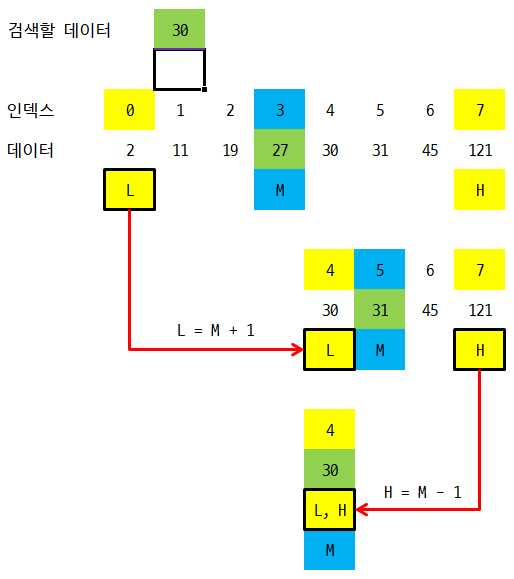 검색할 데이터 30
인덱스 0 1 2 3 4 5 6 7
데이터 2 11 19 27 30 31 45 121
L M H
4 5 6 7
30 31 45 121
L = M + 1
L M H
4
30
H = M - 1
L, H
M